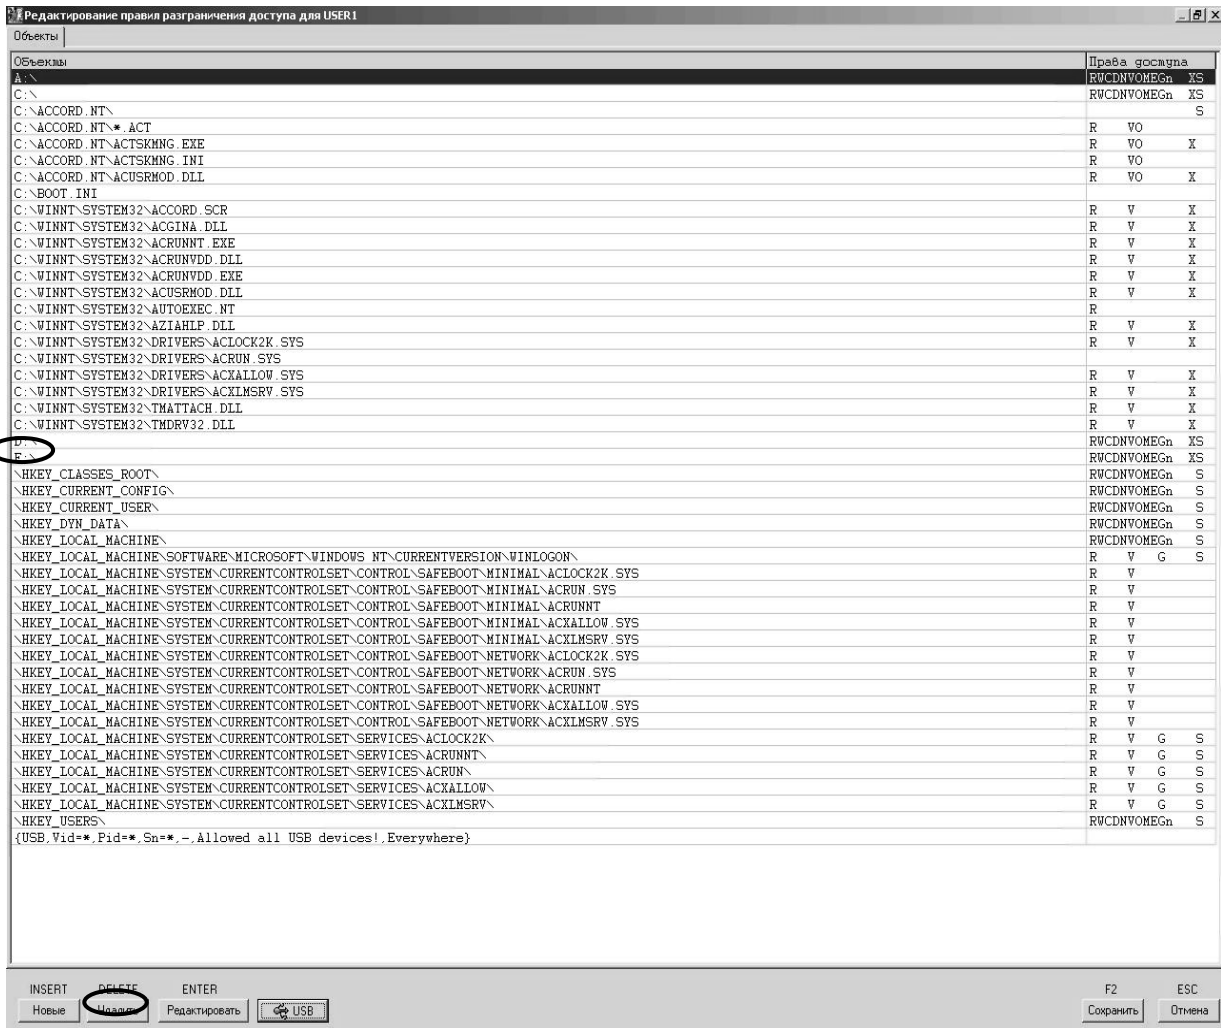 Редактирование правил разграничения доступа для USER1
Объекты
Объекты Права доступа
A:\ RWCDNVOMEGn XS
C:\ RWCDNVOMEGn XS
C:\ACCORD.NT\ S
C:\ACCORD.NT\*.ACT R VO
C:\ACCORD.NT\ACTSKMNG.EXE R VO X
C:\ACCORD.NT\ACTSKMNG.INI R VO
C:\ACCORD.NT\ACUSRMOD.DLL R VO X
C:\BOOT.INI
C:\WINNT\SYSTEM32\ACCORD.SCR R V X
C:\WINNT\SYSTEM32\ACGINA.DLL R V X
C:\WINNT\SYSTEM32\ACRUNNT.EXE R V X
C:\WINNT\SYSTEM32\ACRUNVDD.DLL R V X
C:\WINNT\SYSTEM32\ACRUNVDD.EXE R V X
C:\WINNT\SYSTEM32\ACUSRMOD.DLL R V X
C:\WINNT\SYSTEM32\AUTOEXEC.NT R
C:\WINNT\SYSTEM32\AZIAHLP.DLL R V X
C:\WINNT\SYSTEM32\DRIVERS\ACLOCK2K.SYS R V X
C:\WINNT\SYSTEM32\DRIVERS\ACRUN.SYS
C:\WINNT\SYSTEM32\DRIVERS\ACXALLOW.SYS R V X
C:\WINNT\SYSTEM32\DRIVERS\ACXLMSRV.SYS R V X
C:\WINNT\SYSTEM32\TMATTACH.DLL R V X
C:\WINNT\SYSTEM32\TMDRV32.DLL R V X
D:\ RWCDNVOMEGn XS
RWCDNVOMEGn XS
\HKEY_CLASSES_ROOT\ RWCDNVOMEGn S
\HKEY_CURRENT_CONFIG\ RWCDNVOMEGn S
\HKEY_CURRENT_USER\ RWCDNVOMEGn S
\HKEY_DYN_DATA\ RWCDNVOMEGn S
\HKEY_LOCAL_MACHINE\ RWCDNVOMEGn S
\HKEY_LOCAL_MACHINE\SOFTWARE\MICROSOFT\WINDOWS NT\CURRENTVERSION\WINLOGON\ R V G S
\HKEY_LOCAL_MACHINE\SYSTEM\CURRENTCONTROLSET\CONTROL\SAFEBOOT\MINIMAL\ACLOCK2K.SYS R V
\HKEY_LOCAL_MACHINE\SYSTEM\CURRENTCONTROLSET\CONTROL\SAFEBOOT\MINIMAL\ACRUN.SYS R V
\HKEY_LOCAL_MACHINE\SYSTEM\CURRENTCONTROLSET\CONTROL\SAFEBOOT\MINIMAL\ACRUNNT R V
\HKEY_LOCAL_MACHINE\SYSTEM\CURRENTCONTROLSET\CONTROL\SAFEBOOT\MINIMAL\ACXALLOW.SYS R V
\HKEY_LOCAL_MACHINE\SYSTEM\CURRENTCONTROLSET\CONTROL\SAFEBOOT\MINIMAL\ACXLMSRV.SYS R V
\HKEY_LOCAL_MACHINE\SYSTEM\CURRENTCONTROLSET\CONTROL\SAFEBOOT\NETWORK\ACLOCK2K.SYS R V
\HKEY_LOCAL_MACHINE\SYSTEM\CURRENTCONTROLSET\CONTROL\SAFEBOOT\NETWORK\ACRUN.SYS R V
\HKEY_LOCAL_MACHINE\SYSTEM\CURRENTCONTROLSET\CONTROL\SAFEBOOT\NETWORK\ACRUNNT R V
\HKEY_LOCAL_MACHINE\SYSTEM\CURRENTCONTROLSET\CONTROL\SAFEBOOT\NETWORK\ACXALLOW.SYS R V
\HKEY_LOCAL_MACHINE\SYSTEM\CURRENTCONTROLSET\CONTROL\SAFEBOOT\NETWORK\ACXLMSRV.SYS R V
\HKEY_LOCAL_MACHINE\SYSTEM\CURRENTCONTROLSET\SERVICES\ACLOCK2K\ R V G S
\HKEY_LOCAL_MACHINE\SYSTEM\CURRENTCONTROLSET\SERVICES\ACRUNNT\ R V G S
\HKEY_LOCAL_MACHINE\SYSTEM\CURRENTCONTROLSET\SERVICES\ACRUN\ R V G S
\HKEY_LOCAL_MACHINE\SYSTEM\CURRENTCONTROLSET\SERVICES\ACXALLOW\ R V G S
\HKEY_LOCAL_MACHINE\SYSTEM\CURRENTCONTROLSET\SERVICES\ACXLMSRV\ R V G S
\HKEY_USERS\ RWCDNVOMEGn S
{USB,Vid=*,Pid=*,Sn=*,-,Allowed all USB devices!,Everywhere}
INSERT DELETE ENTER F2 ESC
Новые Удалить Редактировать USB Сохранить Отмена